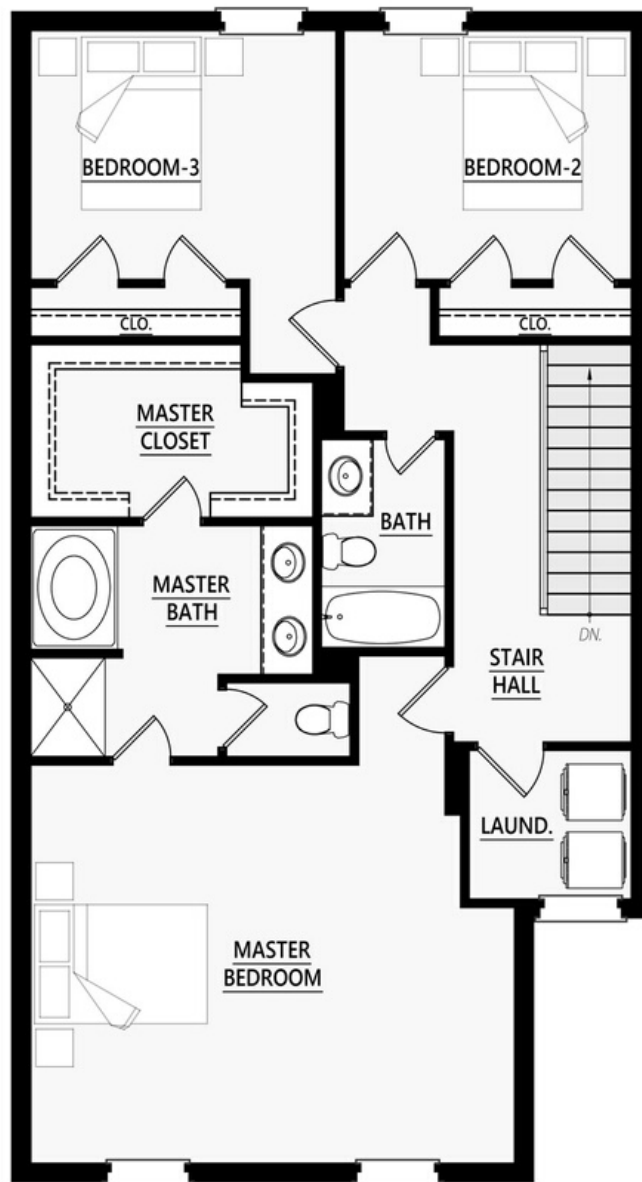 BEDROOM-3
BEDROOM-2
CLO.
CLO.
MASTER
CLOSET
BATH
MASTER
BATH
DN.
STAIR
HALL
LAUND.
MASTER
BEDROOM